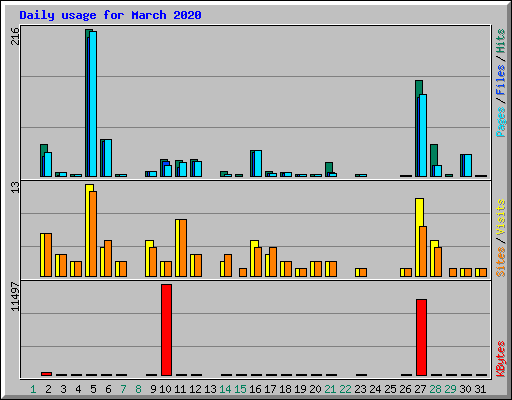 Daily usage for March 2020
216
Pages / Files / Hits
13
Sites / Visits
11497
KBytes
1 2 3 4 5 6 7 8 9 10 11 12 13 14 15 16 17 18 19 20 21 22 23 24 25 26 27 28 29 30 31